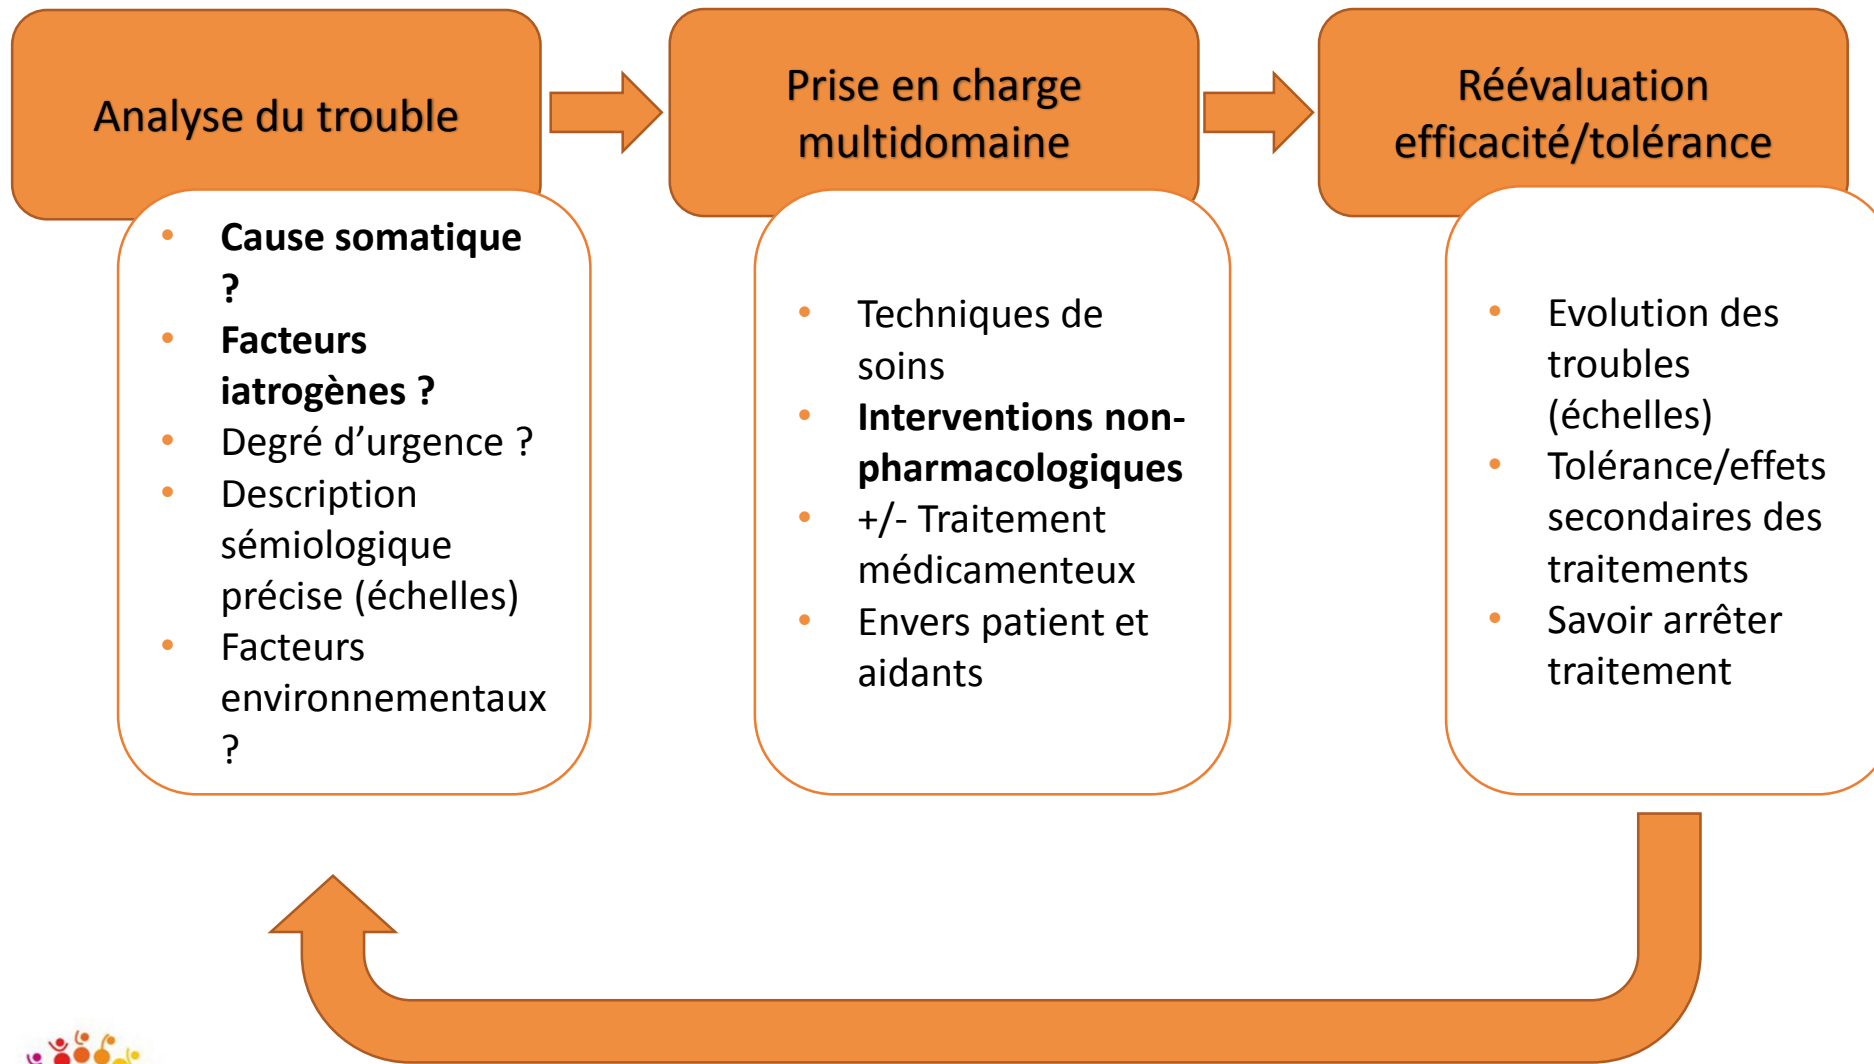 Analyse du trouble
• Cause somatique
?
• Facteurs
iatrogènes ?
• Degré d’urgence ?
• Description
sémiologique
précise (échelles)
• Facteurs
environnementaux
?
Prise en charge
multidomaine
• Techniques de
soins
• Interventions non-
pharmacologiques
• +/- Traitement
médicamenteux
• Envers patient et
aidants
Réévaluation
efficacité/tolérance
• Evolution des
troubles
(échelles)
• Tolérance/effets
secondaires des
traitements
• Savoir arrêter
traitement